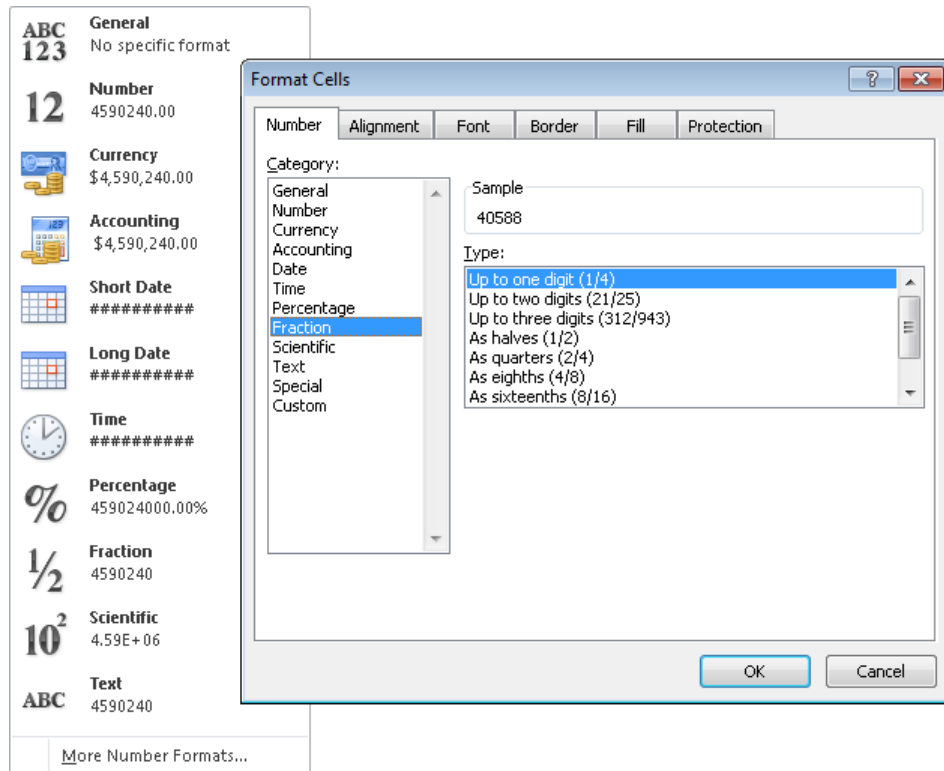 ABC
123
General
No specific format
12
Number
4590240.00
Currency
$4,590,240.00
123
Accounting
$4,590,240.00
Short Date
##########
Long Date
##########
Time
##########
%
Percentage
459024000.00%
1/2
Fraction
4590240
10²
Scientific
4.59E+06
ABC
Text
4590240
More Number Formats...
Format Cells
?
Number
Alignment
Font
Border
Fill
Protection
Category:
General
Number
Currency
Accounting
Date
Time
Percentage
Fraction
Scientific
Text
Special
Custom
Sample
40588
Type:
Up to one digit (1/4)
Up to two digits (21/25)
Up to three digits (312/943)
As halves (1/2)
As quarters (2/4)
As eighths (4/8)
As sixteenths (8/16)
OK
Cancel